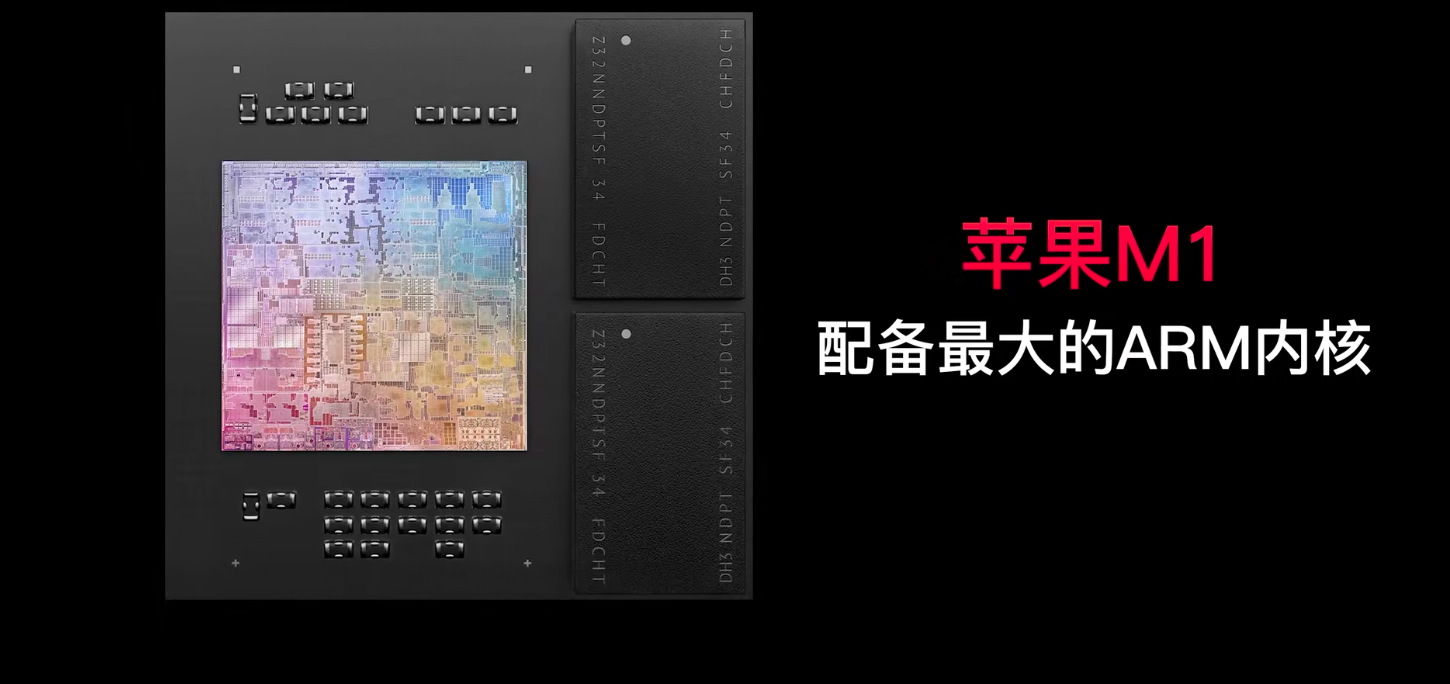 Z32NNDPTSF 34 FDCHT
DH3 NDPT SF34 CHFDCH
Z32NNDPTSF 34 FDCHT
DH3 NDPT SF34 CHFDCH
苹果M1
配备最大的ARM内核